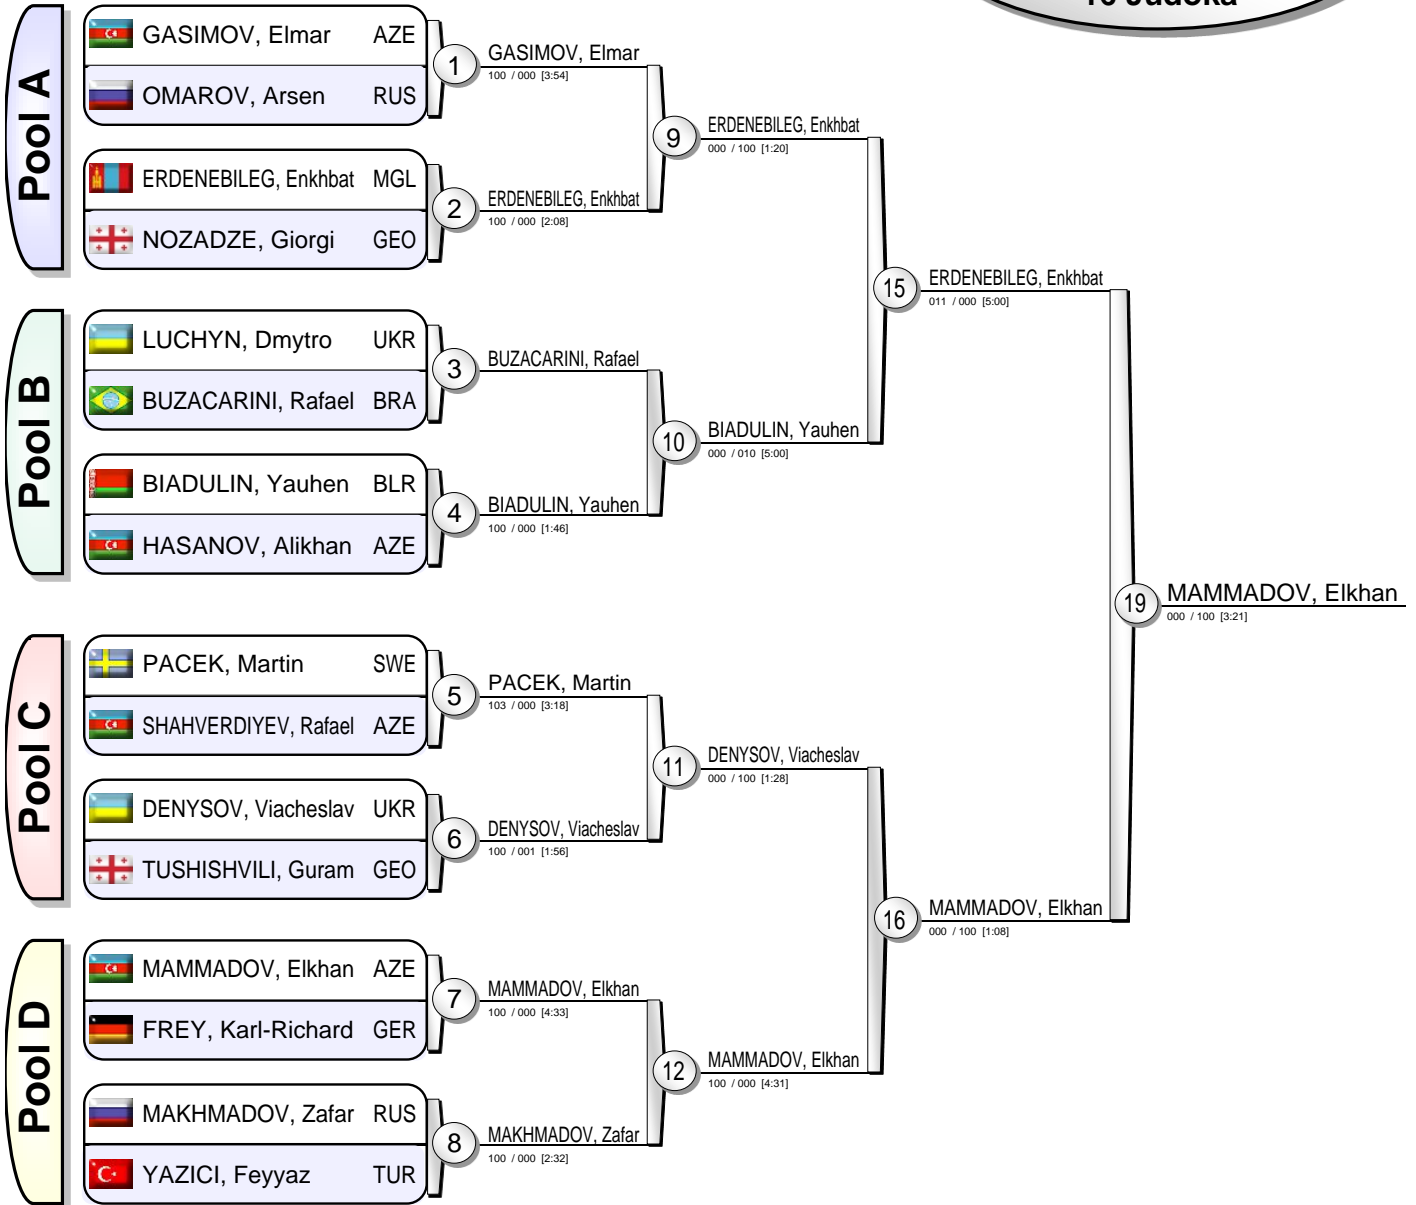 16 Judoka
Pool A
GASIMOV, Elmar AZE
OMAROV, Arsen RUS
ERDENEBILEG, Enkhbat MGL
NOZADZE, Giorgi GEO
1
GASIMOV, Elmar
100 / 000 [3:54]
2
ERDENEBILEG, Enkhbat
100 / 000 [2:08]
9
ERDENEBILEG, Enkhbat
000 / 100 [1:20]
Pool B
LUCHYN, Dmytro UKR
BUZACARINI, Rafael BRA
BIADULIN, Yauhen BLR
HASANOV, Alikhan AZE
3
BUZACARINI, Rafael
4
BIADULIN, Yauhen
100 / 000 [1:46]
10
BIADULIN, Yauhen
000 / 010 [5:00]
15
ERDENEBILEG, Enkhbat
011 / 000 [5:00]
Pool C
PACEK, Martin SWE
SHAHVERDIYEV, Rafael AZE
DENYSOV, Viacheslav UKR
TUSHISHVILI, Guram GEO
5
PACEK, Martin
103 / 000 [3:18]
6
DENYSOV, Viacheslav
100 / 001 [1:56]
11
DENYSOV, Viacheslav
000 / 100 [1:28]
Pool D
MAMMADOV, Elkhan AZE
FREY, Karl-Richard GER
MAKHMADOV, Zafar RUS
YAZICI, Feyyaz TUR
7
MAMMADOV, Elkhan
100 / 000 [4:33]
8
MAKHMADOV, Zafar
100 / 000 [2:32]
12
MAMMADOV, Elkhan
100 / 000 [4:31]
16
MAMMADOV, Elkhan
000 / 100 [1:08]
19
MAMMADOV, Elkhan
000 / 100 [3:21]